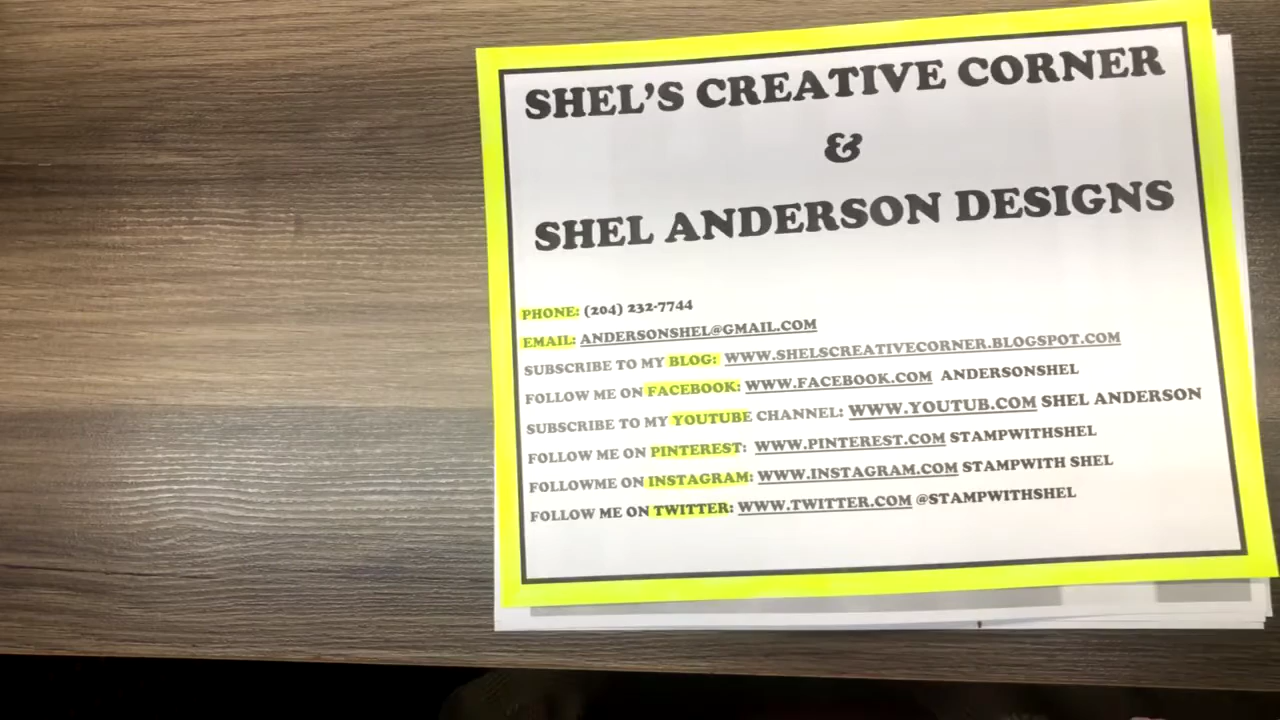 SHEL'S CREATIVE CORNER
&
SHEL ANDERSON DESIGNS
PHONE: (204) 232-7744
EMAIL: ANDERSONSHEL@GMAIL.COM
SUBSCRIBE TO MY BLOG: WWW.SHELSCREATIVECORNER.BLOGSPOT.COM
FOLLOW ME ON FACEBOOK: WWW.FACEBOOK.COM ANDERSONSHEL
SUBSCRIBE TO MY YOUTUBE CHANNEL: WWW.YOUTUB.COM SHEL ANDERSON
FOLLOW ME ON PINTEREST: WWW.PINTEREST.COM STAMPWITHSHEL
FOLLOWME ON INSTAGRAM: WWW.INSTAGRAM.COM STAMPWITH SHEL
FOLLOW ME ON TWITTER: WWW.TWITTER.COM @STAMPWITHSHEL